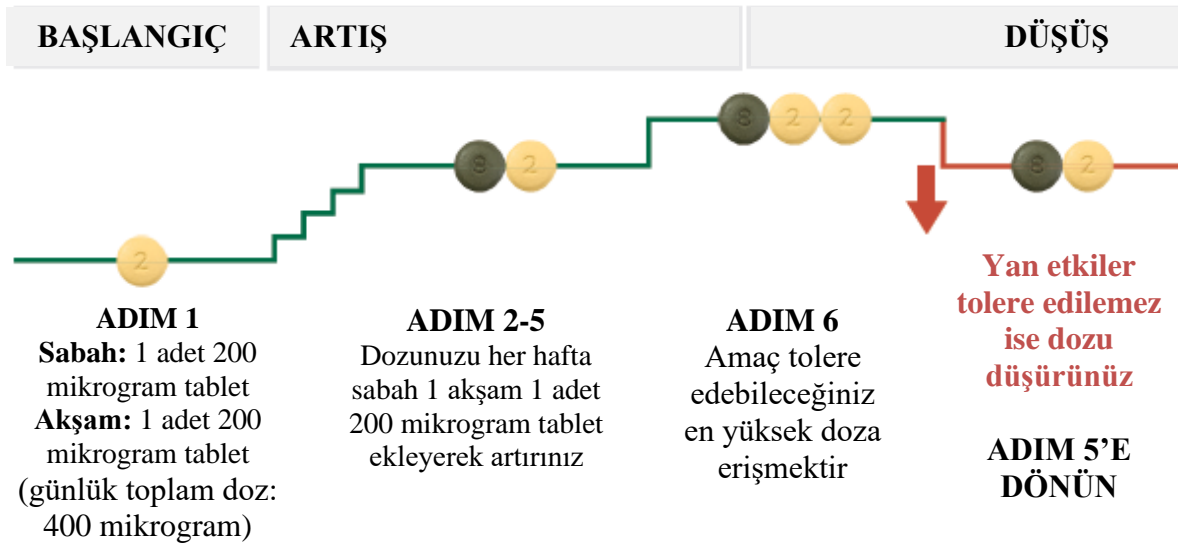 BAŞLANGIÇ
ARTIŞ
DÜŞÜŞ
2
8 2
8 2 2
8 2
ADIM 1
Sabah: 1 adet 200
mikrogram tablet
Akşam: 1 adet 200
mikrogram tablet
(günlük toplam doz:
400 mikrogram)
ADIM 2-5
Dozunuzu her hafta
sabah 1 akşam 1 adet
200 mikrogram tablet
ekleyerek artırınız
ADIM 6
Amaç tolere
edebileceğiniz
en yüksek doza
erişmektir
Yan etkiler
tolere edilemez
ise dozu
düşürünüz
ADIM 5’E
DÖNÜN